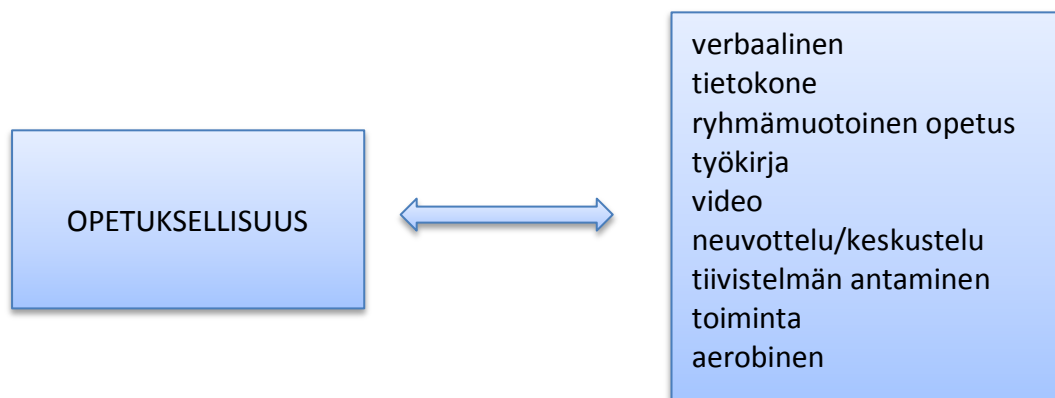 OPETUKSELLISUUS
verbaalinen
tietokone
ryhmämuotoinen opetus
työkirja
video
neuvottelu/keskustelu
tiivistelmän antaminen
toiminta
aerobinen